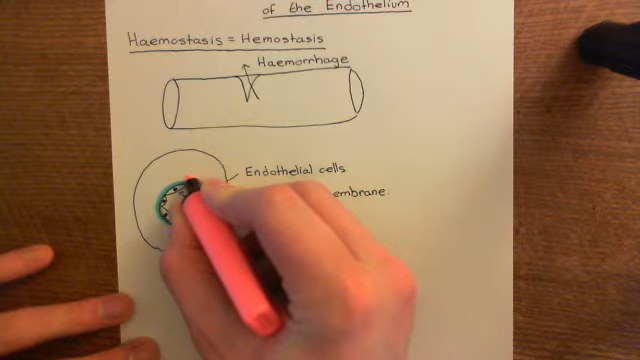 of the Endothelium
Haemostasis = Hemostasis
Haemorrhage
Endothelial cells
embrane.